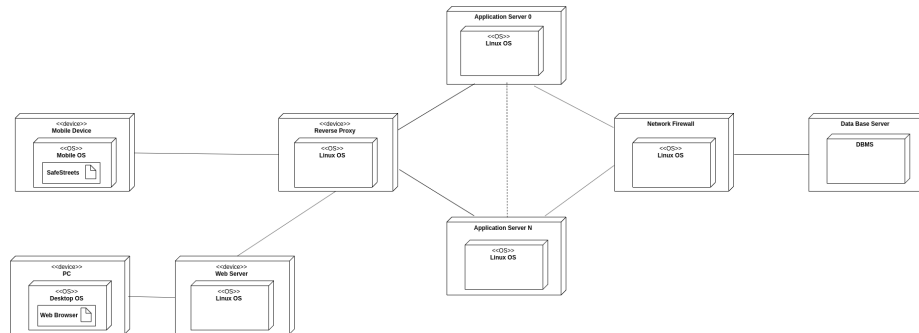 Application Server 0
<<OS>>
Linux OS
<<device>>
Mobile Device
<<OS>>
Mobile OS
SafeStreets
<<device>>
Reverse Proxy
<<OS>>
Linux OS
Network Firewall
<<OS>>
Linux OS
Data Base Server
DBMS
Application Server N
<<OS>>
Linux OS
<<device>>
PC
<<OS>>
Desktop OS
Web Browser
<<device>>
Web Server
<<OS>>
Linux OS